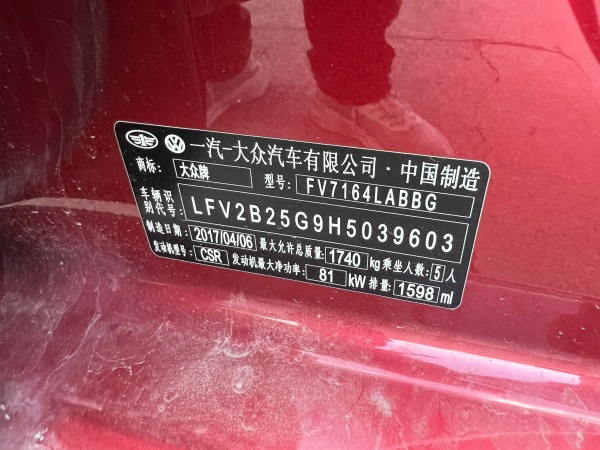 一汽-大众汽车有限公司·中国制造
商标: 大众牌 型号: FV7164LABBG
车辆识别代号: LFV2B25G9H5039603
制造日期: 2017/04/06 最大允许总质量: 1740 kg 乘坐人数: 5 人
发动机型号: CSR 发动机最大净功率: 81 kW 排量: 1598 ml